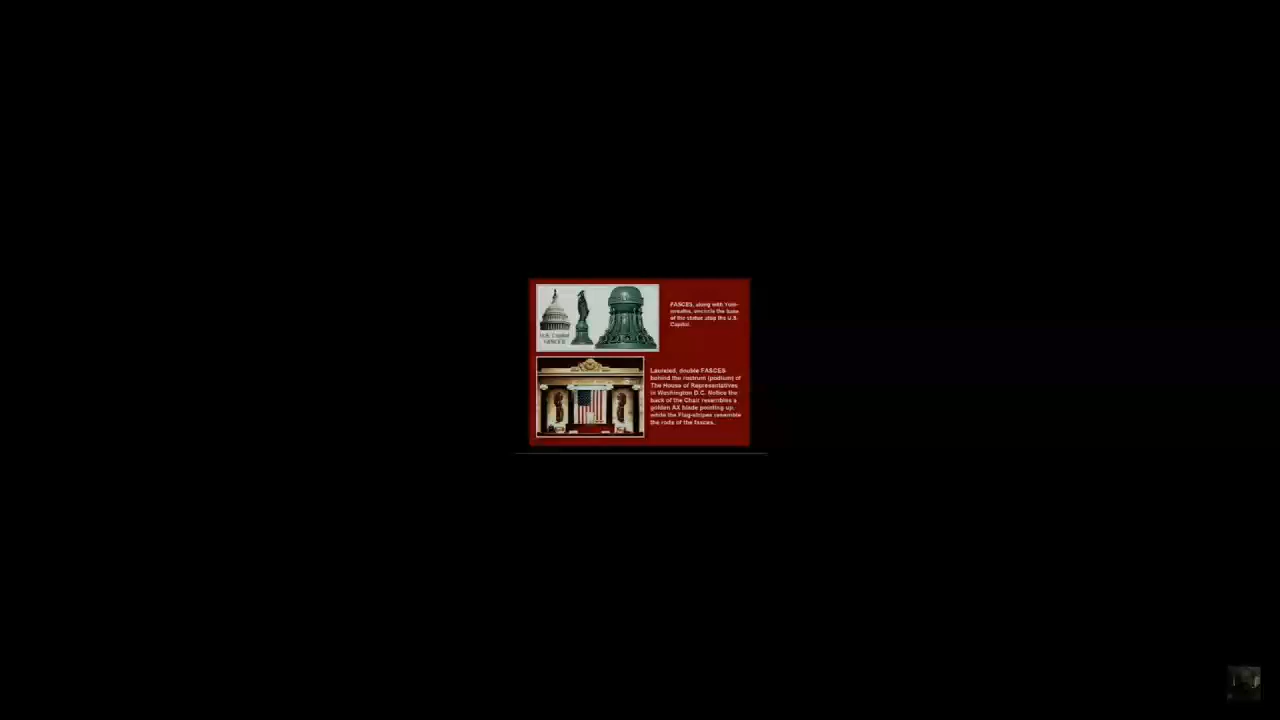 FASCES, along with Yule-
wreaths, encircle the base
of the statue atop the U.S.
Capitol.
U.S. Capitol
Laureled, double FASCES
behind the rostrum (podium) of
The House of Representatives
in Washington D.C. Notice the
back of the Chair resembles a
golden AX blade pointing up,
while the Flag-stripes resemble
the rods of the fasces.